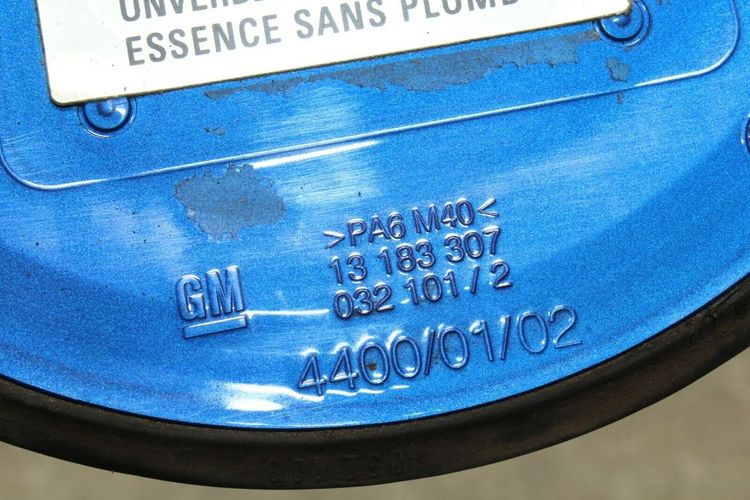 ESSENCE SANS PLOMB
>PA6 M40<
13 183 307
032 101/2
GM
4400/01/02